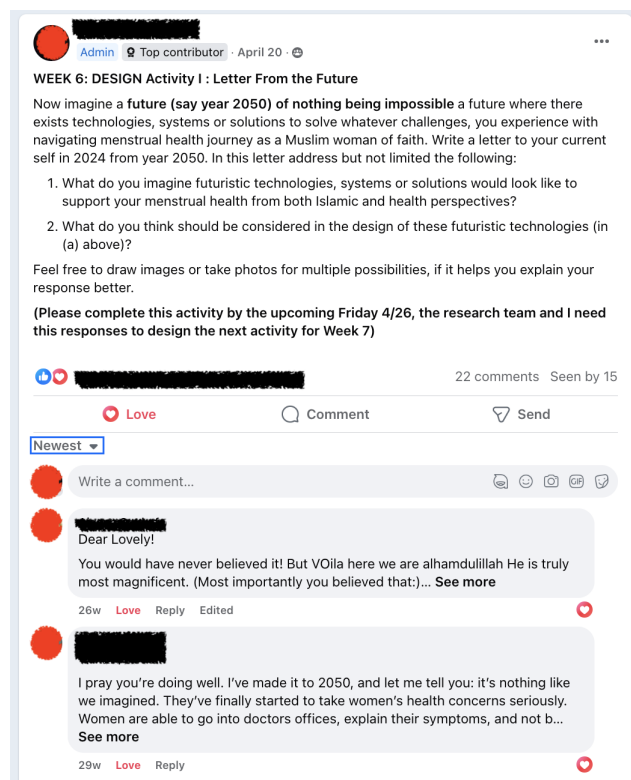 Admin Top contributor · April 20 ·
WEEK 6: DESIGN Activity I : Letter From the Future
Now imagine a future (say year 2050) of nothing being impossible a future where there
exists technologies, systems or solutions to solve whatever challenges, you experience with
navigating menstrual health journey as a Muslim woman of faith. Write a letter to your current
self in 2024 from year 2050. In this letter address but not limited the following:
1. What do you imagine futuristic technologies, systems or solutions would look like to
support your menstrual health from both Islamic and health perspectives?
2. What do you think should be considered in the design of these futuristic technologies (in
(a) above)?
Feel free to draw images or take photos for multiple possibilities, if it helps you explain your
response better.
(Please complete this activity by the upcoming Friday 4/26, the research team and I need
this responses to design the next activity for Week 7)
22 comments Seen by 15
Love Comment Send
Newest
Write a comment...
GIF
Dear Lovely!
You would have never believed it! But VOila here we are alhamdulillah He is truly
most magnificent. (Most importantly you believed that:)... See more
26w Love Reply Edited
I pray you’re doing well. I’ve made it to 2050, and let me tell you: it’s nothing like
we imagined. They’ve finally started to take women’s health concerns seriously.
Women are able to go into doctors offices, explain their symptoms, and not b...
See more
29w Love Reply